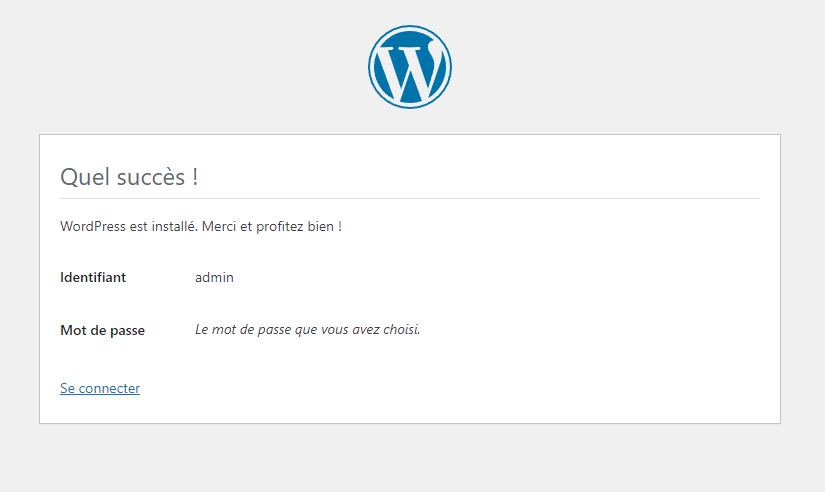 Quel succès !
WordPress est installé. Merci et profitez bien !
Identifiant admin
Mot de passe Le mot de passe que vous avez choisi.
Se connecter